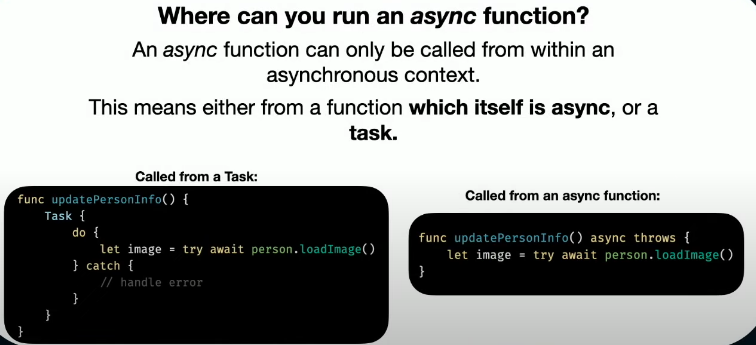 Where can you run an async function?
An async function can only be called from within an
asynchronous context.
This means either from a function which itself is async, or a
task.
Called from a Task:
func updatePersonInfo() {
    Task {
        do {
            let image = try await person.loadImage()
        } catch {
            // handle error
        }
    }
}
Called from an async function:
func updatePersonInfo() async throws {
    let image = try await person.loadImage()
}